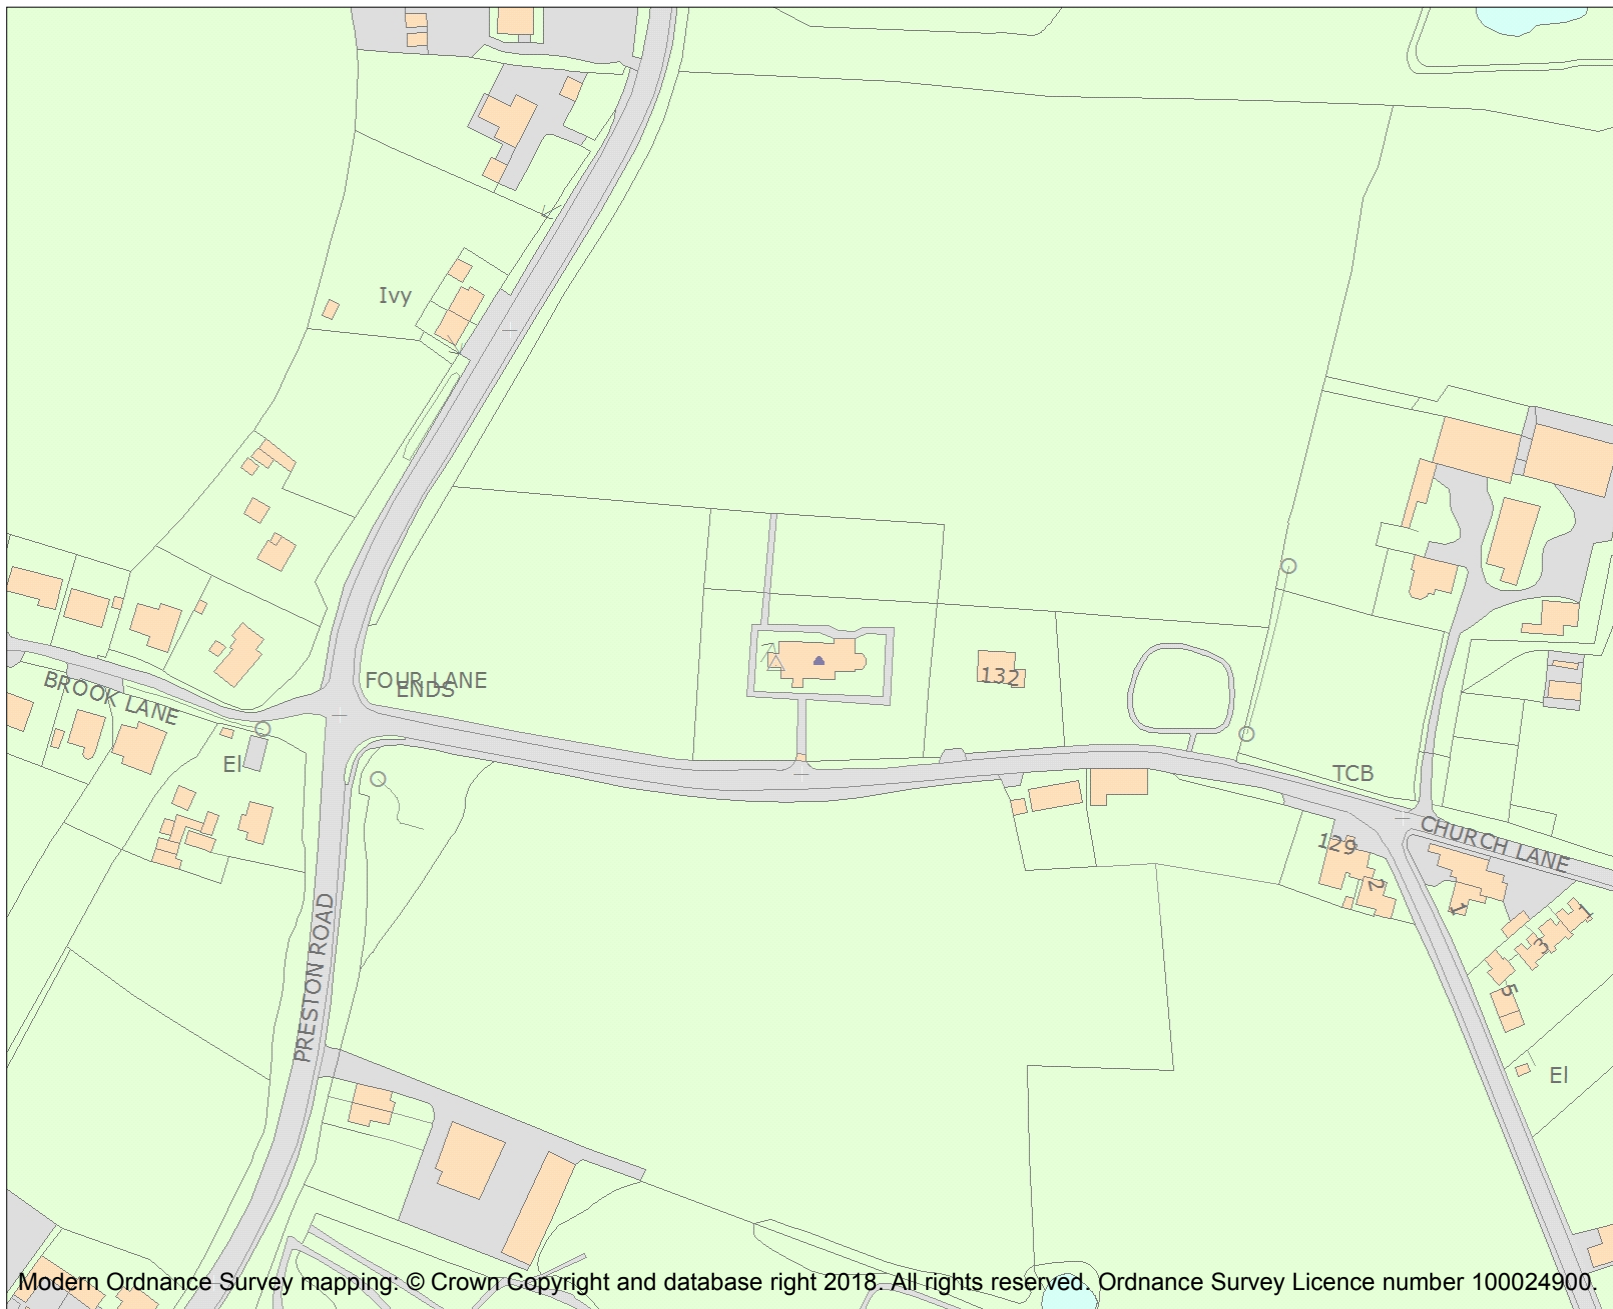 Ivy
FOUR LANE
ENDS
132
BROOK LANE
El
TCB
CHURCH LANE
129
2
1
1
3
5
PRESTON ROAD
El
Modern Ordnance Survey mapping: © Crown Copyright and database right 2018. All rights reserved. Ordnance Survey Licence number 100024900.